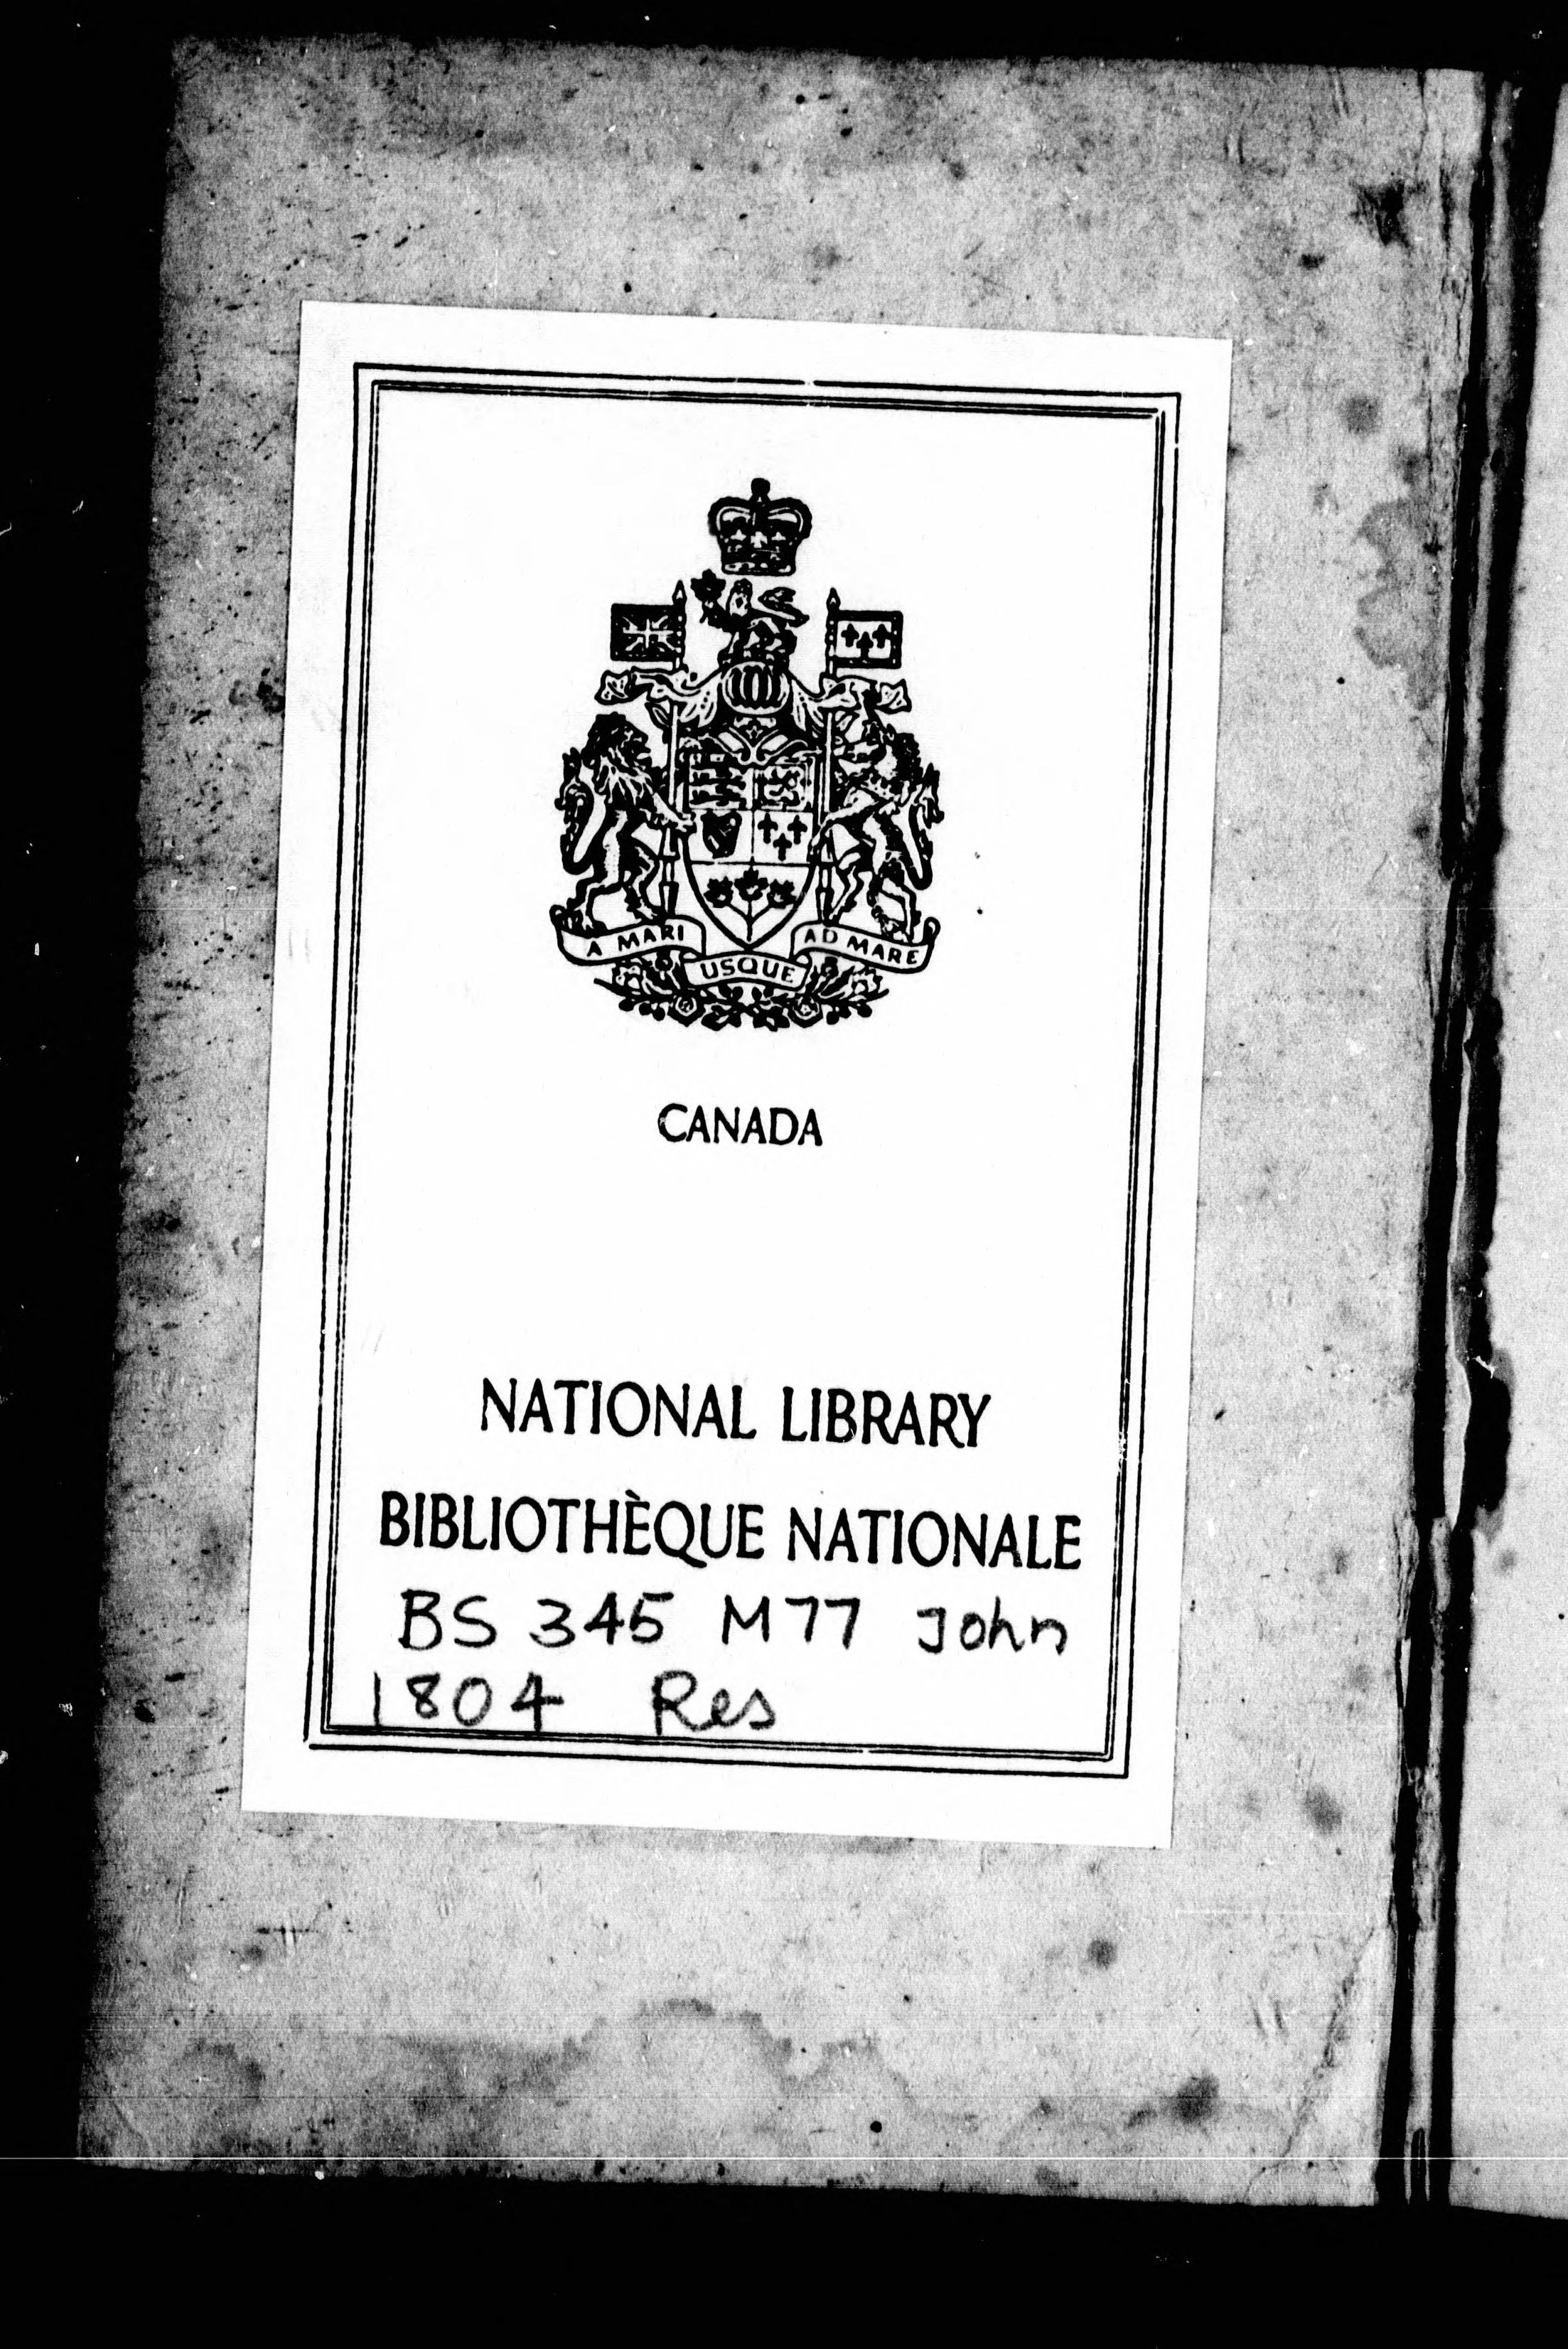 A MARI USQUE AD MARE
CANADA
NATIONAL LIBRARY
BIBLIOTHÈQUE NATIONALE
BS 345 M77 John
1804 Res